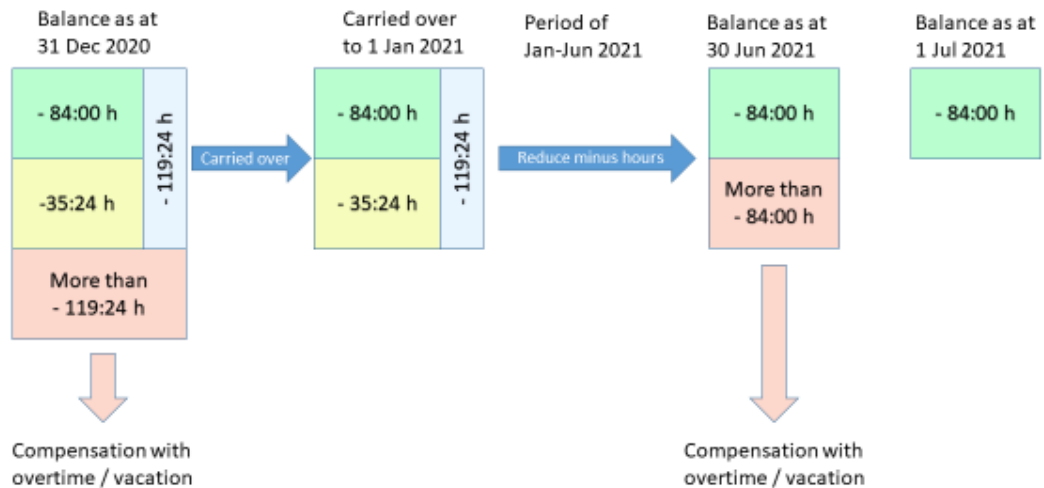 Balance as at
31 Dec 2020
Carried over
to 1 Jan 2021
Period of
Jan-Jun 2021
Balance as at
30 Jun 2021
Balance as at
1 Jul 2021
- 84:00 h
-35:24 h
- 119:24 h
More than
- 119:24 h
Carried over
- 84:00 h
- 35:24 h
- 119:24 h
Reduce minus hours
- 84:00 h
More than
- 84:00 h
- 84:00 h
Compensation with
overtime / vacation
Compensation with
overtime / vacation